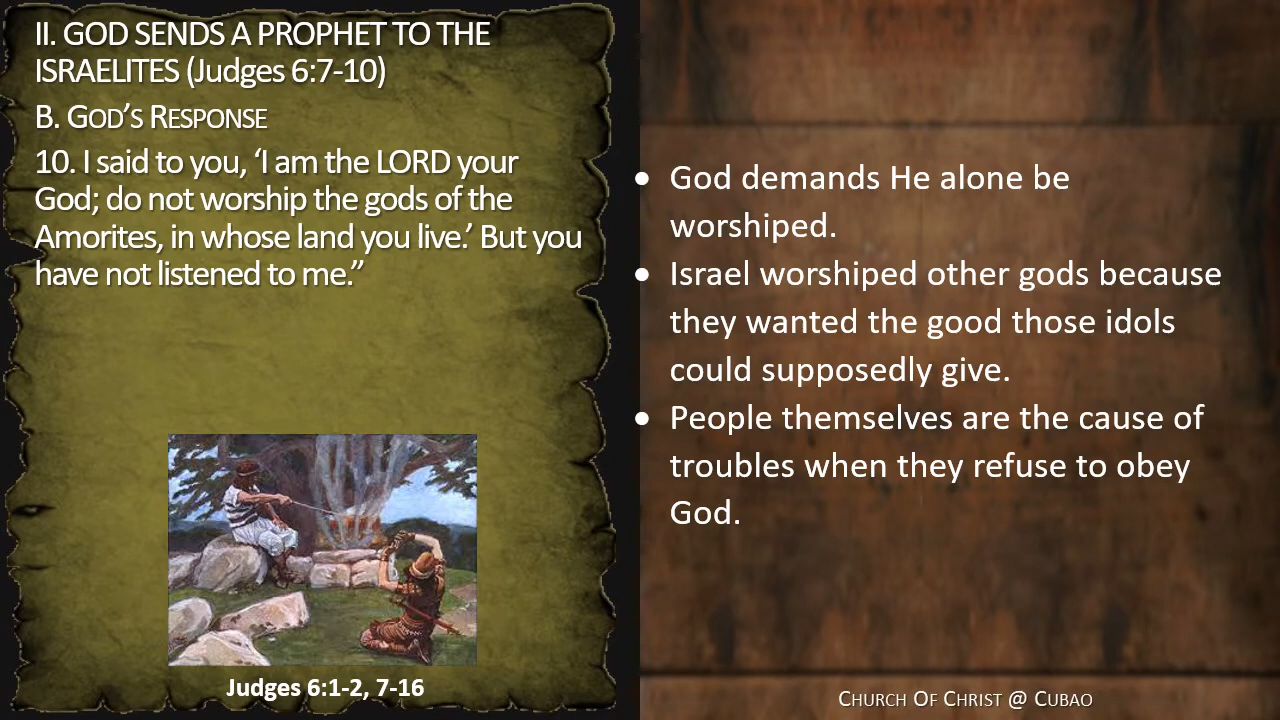 II. GOD SENDS A PROPHET TO THE
ISRAELITES (Judges 6:7-10)
B. GOD’S RESPONSE
10. I said to you, ‘I am the LORD your
God; do not worship the gods of the
Amorites, in whose land you live.’ But you
have not listened to me.”
Judges 6:1-2, 7-16
• God demands He alone be
worshiped.
• Israel worshiped other gods because
they wanted the good those idols
could supposedly give.
• People themselves are the cause of
troubles when they refuse to obey
God.
CHURCH OF CHRIST @ CUBAO